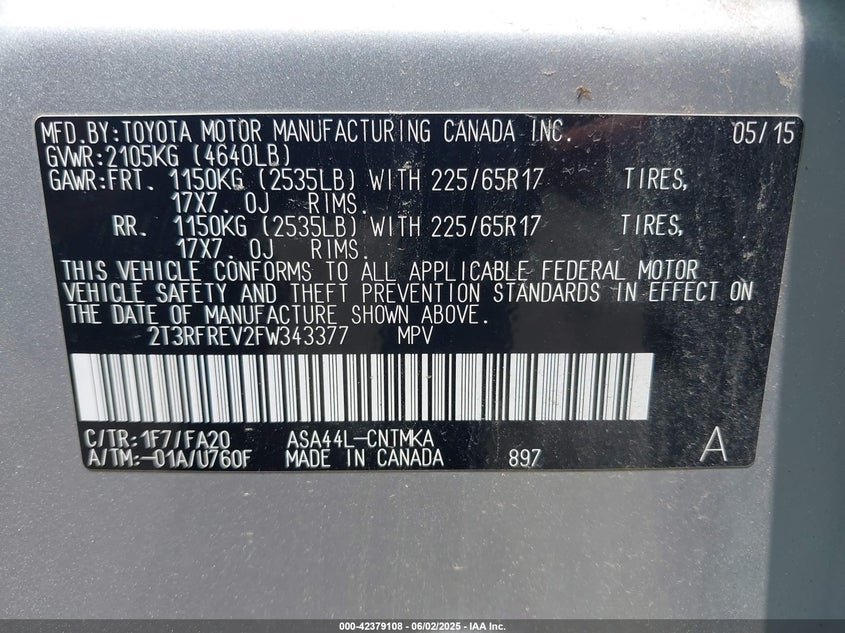 MFD.BY:TOYOTA MOTOR MANUFACTURING CANADA INC. 05/15
GVWR:2105KG (4640LB)
GAWR:FRT. 1150KG (2535LB) WITH 225/65R17 TIRES,
17X7.0J RIMS.
RR. 1150KG (2535LB) WITH 225/65R17 TIRES,
17X7.0J RIMS.
THIS VEHICLE CONFORMS TO ALL APPLICABLE FEDERAL MOTOR
VEHICLE SAFETY AND THEFT PREVENTION STANDARDS IN EFFECT ON
THE DATE OF MANUFACTURE SHOWN ABOVE.
2T3RFREV2FW343377 MPV
C/TR:1F7/FA20 ASA44L-CNTMKA
A/TM:-01A/U760F MADE IN CANADA 897 A
000-42379108 - 06/02/2025 - IAA Inc.